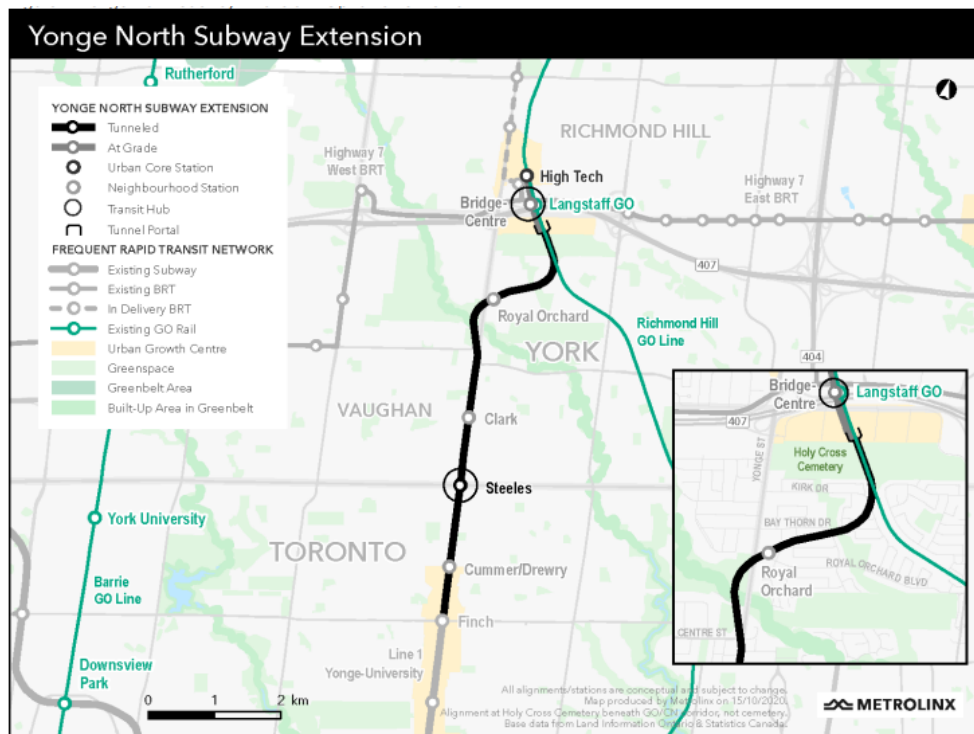 Yonge North Subway Extension
Rutherford
YONGE NORTH SUBWAY EXTENSION
Tunneled
At Grade
Urban Core Station
Neighbourhood Station
Transit Hub
Tunnel Portal
FREQUENT RAPID TRANSIT NETWORK
Existing Subway
Existing BRT
In Delivery BRT
Existing GO Rail
Urban Growth Centre
Greenspace
Greenbelt Area
Built-Up Area in Greenbelt
RICHMOND HILL
Highway 7
West BRT
High Tech
Highway 7
East BRT
Bridge-
Centre
Langstaff GO
407
Royal Orchard
Richmond Hill
GO Line
YORK
404
VAUGHAN
Clark
Steeles
York University
TORONTO
Cummer/Drewry
Barrie
GO Line
Finch
Line 1
Yonge-University
Downsview
Park
0 1 2 km
Bridge-
Centre
Langstaff GO
407
YONGE ST
Holy Cross
Cemetery
KIRK DR
BAY THORN DR
Royal
Orchard
ROYAL ORCHARD BLVD
CENTRE ST
All alignments/stations are conceptual and subject to change.
Map produced by Metrolinx on 15/10/2020.
Alignment at Holy Cross Cemetery beneath GO/CN corridor, not cemetery.
Base data from Land Information Ontario & Statistics Canada.
METROLINX